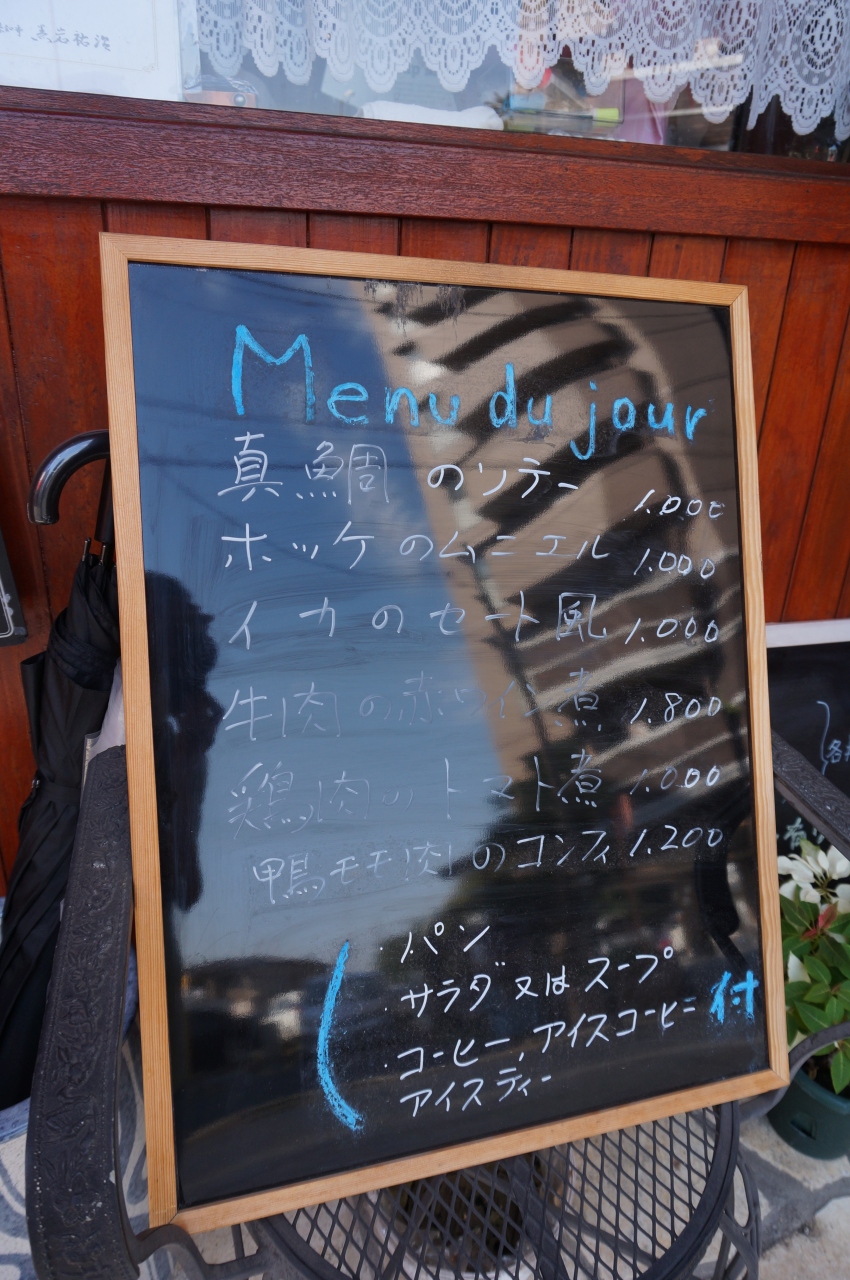 Menu du jour
真鯛のソテー 1.000
ホッケのムニエル 1.000
イカのセート風 1.000
牛肉の赤ワイン煮 1.800
鶏肉のトマト煮 1.000
鴨モモ肉のコンフィ 1.200
・パン
・サラダ又はスープ
・コーヒー,アイスコーヒー 付
アイスティー